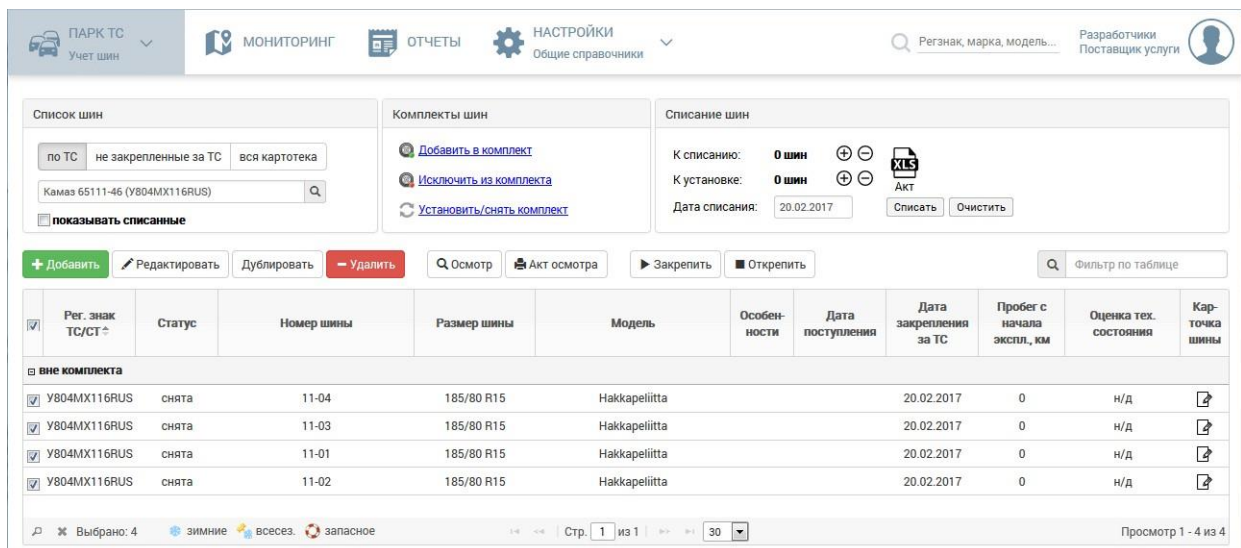 ПАРК ТС
Учет шин
МОНИТОРИНГ
ОТЧЕТЫ
НАСТРОЙКИ
Общие справочники
Регзнак, марка, модель...
Разработчики
Поставщик услуги
Список шин
Комплекты шин
Списание шин
по ТС не закрепленные за ТС вся картотека
Камаз 65111-46 (У804МХ116RUS)
показывать списанные
Добавить в комплект
Исключить из комплекта
Установить/снять комплект
К списанию: 0 шин
К установке: 0 шин
Дата списания: 20.02.2017
XLS
Акт
Списать Очистить
Добавить Редактировать Дублировать Удалить Осмотр Акт осмотра Закрепить Открепить Фильтр по таблице
Рег. знак
ТС/СТ
Статус
Номер шины
Размер шины
Модель
Особен-
ности
Дата
поступления
Дата
закрепления
за ТС
Пробег с
начала
экспл., км
Оценка тех.
состояния
Кар-
точка
шины
вне комплекта
У804МХ116RUS снята 11-04 185/80 R15 Hakkapeliitta 20.02.2017 0 н/д
У804МХ116RUS снята 11-03 185/80 R15 Hakkapeliitta 20.02.2017 0 н/д
У804МХ116RUS снята 11-01 185/80 R15 Hakkapeliitta 20.02.2017 0 н/д
У804МХ116RUS снята 11-02 185/80 R15 Hakkapeliitta 20.02.2017 0 н/д
Выбрано: 4 зимние всесез. запасное Стр. 1 из 1 30 Просмотр 1 - 4 из 4